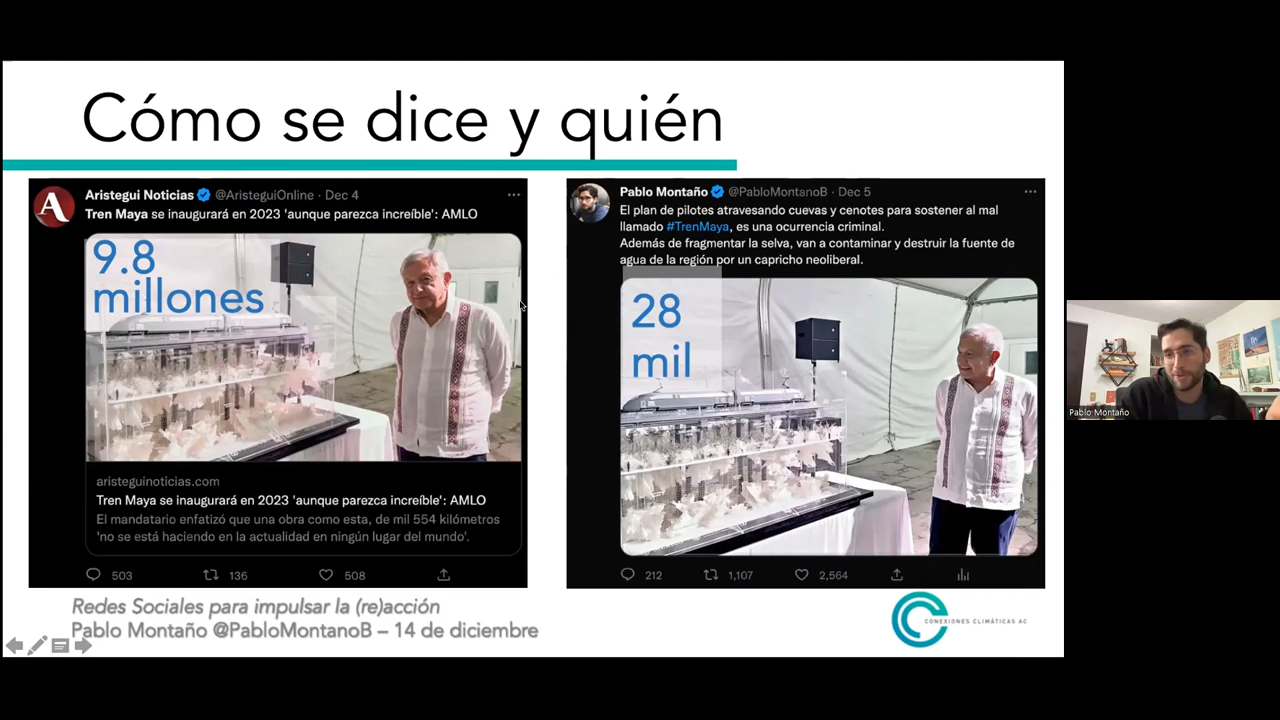 Cómo se dice y quién
Aristegui Noticias @AristeguiOnline · Dec 4
Tren Maya se inaugurará en 2023 'aunque parezca increíble': AMLO
9.8
millones
aristeguinoticias.com
Tren Maya se inaugurará en 2023 'aunque parezca increíble': AMLO
El mandatario enfatizó que una obra como esta, de mil 554 kilómetros
'no se está haciendo en la actualidad en ningún lugar del mundo'.
503 136 508
Pablo Montaño @PabloMontanoB · Dec 5
El plan de pilotes atravesando cuevas y cenotes para sostener al mal
llamado #TrenMaya, es una ocurrencia criminal.
Además de fragmentar la selva, van a contaminar y destruir la fuente de
agua de la región por un capricho neoliberal.
28
mil
212 1,107 2,564
Redes Sociales para impulsar la (re)acción
Pablo Montaño @PabloMontanoB – 14 de diciembre
CONEXIONES CLIMÁTICAS AC
Pablo Montaño